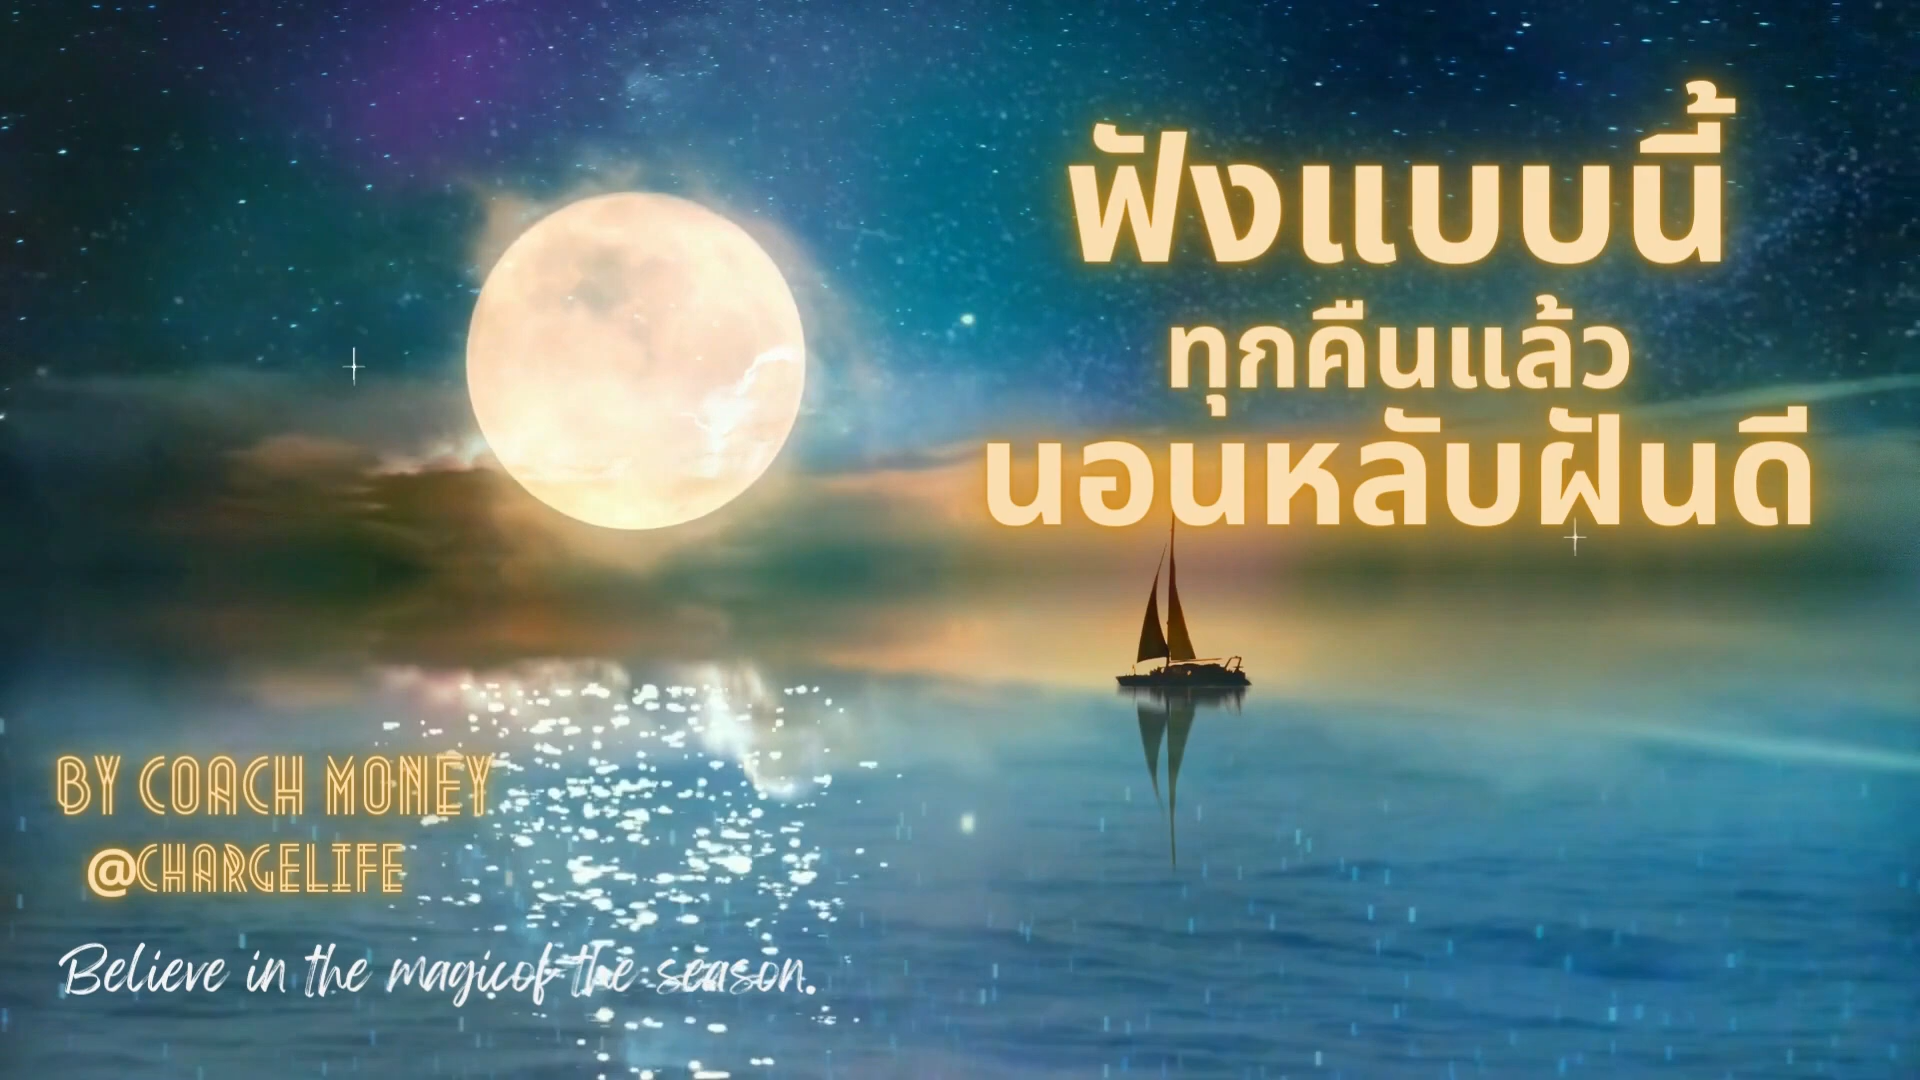 ฟังแบบนี้
ทุกคืนแล้ว
นอนหลับฝันดี
BY COACH MONEY
@CHARGELIFE
Believe in the magicof the season.